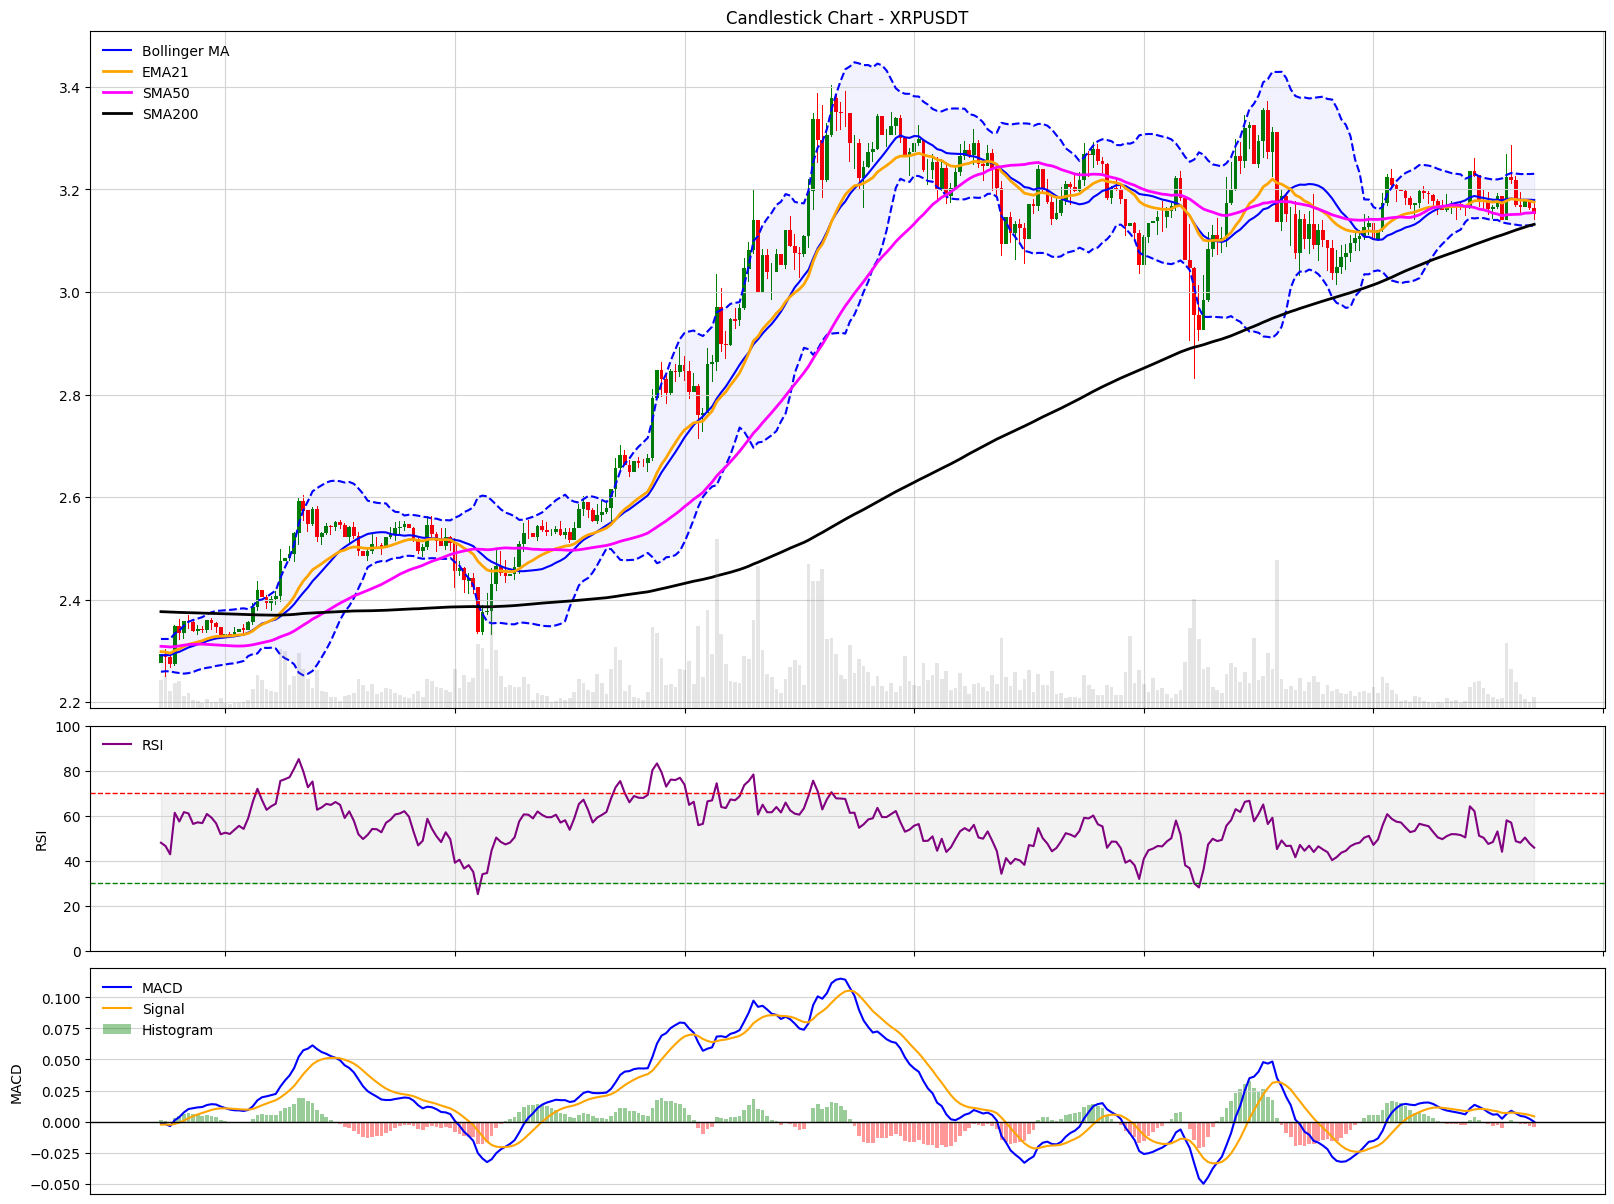 Candlestick Chart - XRPUSDT
Bollinger MA
EMA21
SMA50
SMA200
3.4
3.2
3.0
2.8
2.6
2.4
2.2
RSI
100
80
60
40
20
0
RSI
MACD
Signal
Histogram
0.100
0.075
0.050
0.025
0.000
−0.025
−0.050
MACD